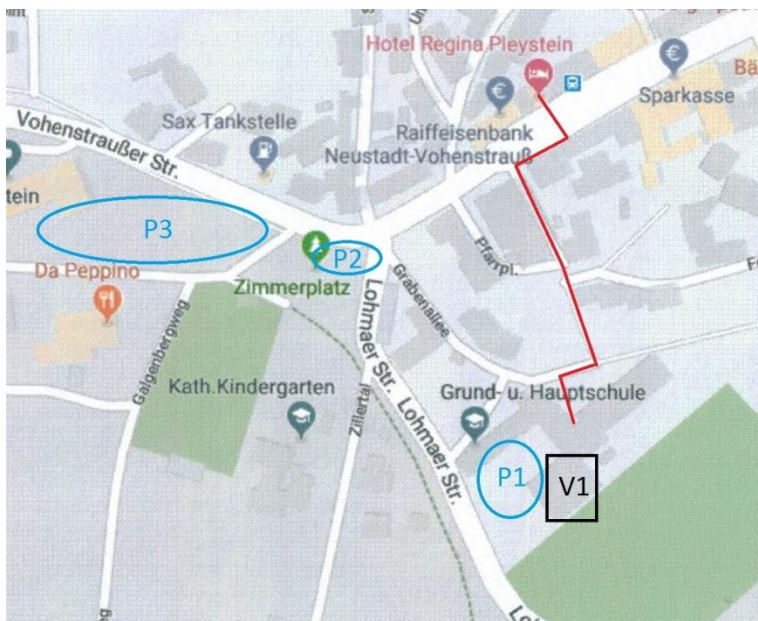 Hotel Regina Pleystein
Sparkasse
Bä
Vohenstraußer Str.
Sax Tankstelle
Raiffeisenbank
Neustadt-Vohenstrauß
tein
P3
P2
Zimmerplatz
Pfarrpl.
Da Peppino
Grabenallee
Galgenbergweg
Lohmaer Str.
Kath.Kindergarten
Zillertal
Lohmaer Str.
Grund- u. Hauptschule
P1
V1